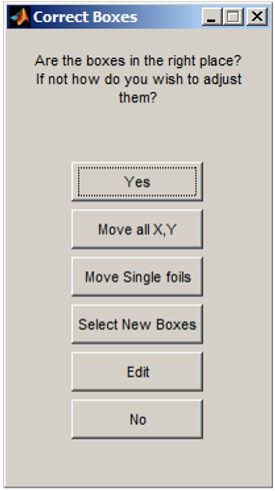 Correct Boxes
Are the boxes in the right place?
If not how do you wish to adjust
them?
Yes
Move all X,Y
Move Single foils
Select New Boxes
Edit
No